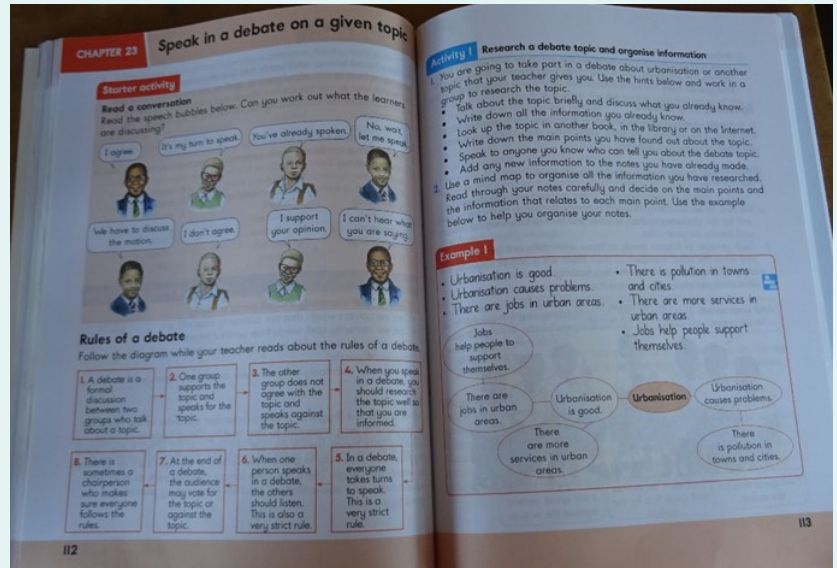 CHAPTER 23
Speak in a debate on a given topic
Starter activity
Read a conversation
Read the speech bubbles below. Can you work out what the learners
are discussing?
I agree.
It's my turn to speak.
You've already spoken.
No, wait,
let me speak.
We have to discuss
the motion.
I don't agree.
I support
your opinion.
I can't hear what
you are saying.
Rules of a debate
Follow the diagram while your teacher reads about the rules of a debate.
1. A debate is a
formal
discussion
between two
groups who talk
about a topic.
2. One group
supports the
topic and
speaks for the
topic.
3. The other
group does not
agree with the
topic and
speaks against
the topic.
4. When you speak
in a debate, you
should research
the topic well so
that you are
informed.
5. In a debate,
everyone
takes turns
to speak.
This is a
very strict
rule.
6. When one
person speaks
in a debate,
the others
should listen.
This is also a
very strict rule.
7. At the end of
a debate,
the audience
may vote for
the topic or
against the
topic.
8. There is
sometimes a
chairperson
who makes
sure everyone
follows the
rules.
112
Activity 1 Research a debate topic and organise information
1. You are going to take part in a debate about urbanisation or another
topic that your teacher gives you. Use the hints below and work in a
group to research the topic.
• Talk about the topic briefly and discuss what you already know.
• Write down all the information you already know.
• Look up the topic in another book, in the library or on the Internet.
• Write down the main points you have found out about the topic.
• Speak to anyone you know who can tell you about the debate topic.
• Add any new information to the notes you have already made.
2. Use a mind map to organise all the information you have researched.
Read through your notes carefully and decide on the main points and
the information that relates to each main point. Use the example
below to help you organise your notes.
Example 1
• Urbanisation is good.
• Urbanisation causes problems.
• There are jobs in urban areas.
• There is pollution in towns
and cities.
• There are more services in
urban areas.
• Jobs help people support
themselves.
Jobs
help people to
support
themselves.
There are
jobs in urban
areas.
Urbanisation
is good.
Urbanisation
Urbanisation
causes problems.
There
are more
services in urban
areas.
There
is pollution in
towns and cities.
113